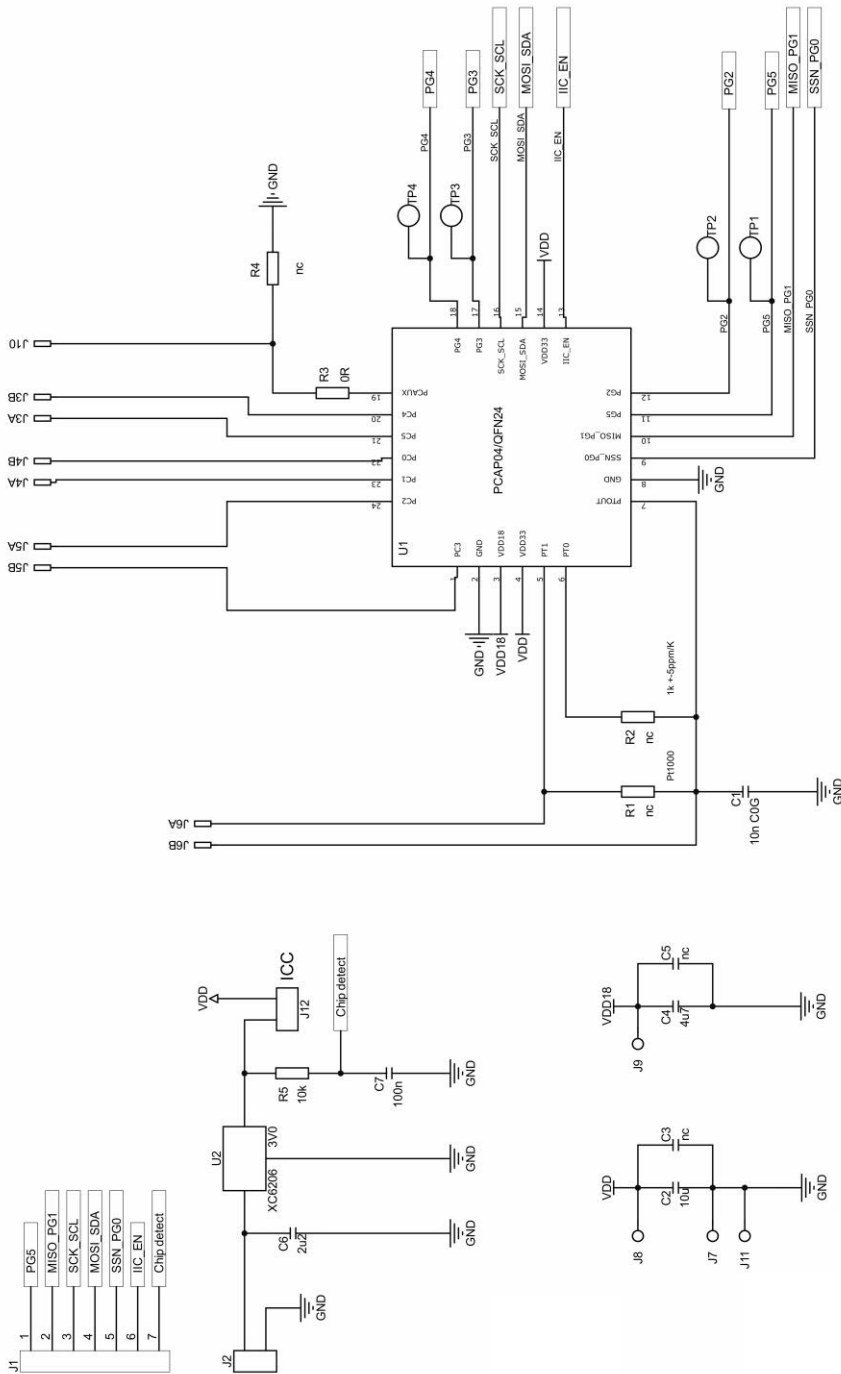 J10
J3B
J3A
J4B
J4A
J5A
J5B
J6A
J6B
R4
nc
GND
R3
0R
TP4
TP3
PG4
PG3
SCK_SCL
MOSI_SDA
IIC_EN
PG4
PG3
SCK_SCL
MOSI_SDA
IIC_EN
VDD
TP2
TP1
PG2
PG5
MISO_PG1
SSN_PG0
PG2
PG5
MISO_PG1
SSN_PG0
U1
PCAP04/QFN24
24 PC2
23 PC1
22 PC0
21 PC5
20 PC4
19 PCAUX
18 PG4
17 PG3
16 SCK_SCL
15 MOSI_SDA
14 VDD33
13 IIC_EN
12 PG2
11 PG5
10 MISO_PG1
9 SSN_PG0
8 GND
7 PTOUT
1 PC3
2 GND
3 VDD18
4 VDD33
5 PT1
6 PT0
GND
VDD18
VDD
GND
R2
nc
1k +-5ppm/K
R1
nc
Pt1000
C1
10n C0G
GND
J1
1 PG5
2 MISO_PG1
3 SCK_SCL
4 MOSI_SDA
5 SSN_PG0
6 IIC_EN
7 Chip detect
J2
GND
C6
2u2
GND
U2
XC6206
3V0
GND
VDD
ICC
J12
R5
10k
Chip detect
C7
100n
GND
VDD
J8
C2
10u
C3
nc
J7
J11
GND
VDD18
J9
C4
4u7
C5
nc
GND